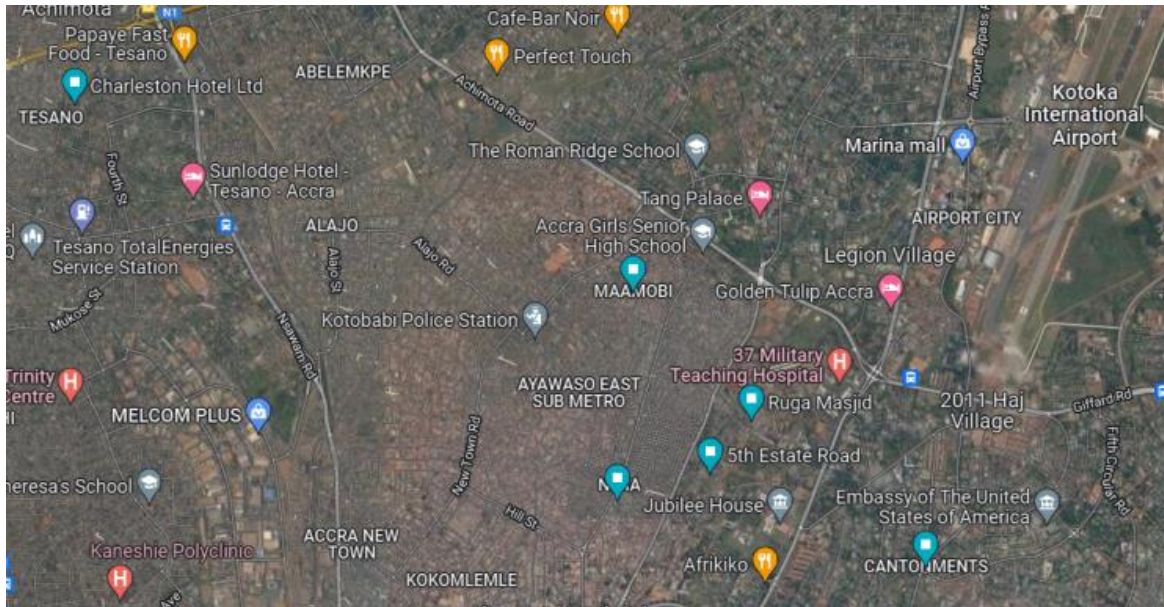 Achimota
N1
Cafe-Bar Noir
Papaye Fast
Food - Tesano
Perfect Touch
ABELEMKPE
Charleston Hotel Ltd
Achimota Road
Airport Bypass
Kotoka
International
Airport
TESANO
The Roman Ridge School
Marina mall
Fourth St
Sunlodge Hotel -
Tesano - Accra
Tang Palace
AIRPORT CITY
ALAJO
Accra Girls Senior
High School
Tesano TotalEnergies
Service Station
Alajo Rd
Alajo St
Legion Village
MAAMOBI
Golden Tulip Accra
Mukose St
Kotobabi Police Station
Nsawam Rd
37 Military
Teaching Hospital
Trinity
Centre
AYAWASO EAST
SUB METRO
Ruga Masjid
2011 Haj
Village
Giffard Rd
MELCOM PLUS
New Town Rd
5th Estate Road
Fifth Circular Rd
heresa's School
Jubilee House
Embassy of The United
States of America
Hill St
ACCRA NEW
TOWN
Kaneshie Polyclinic
KOKOMLEMLE
Afrikiko
CANTONMENTS
Ave